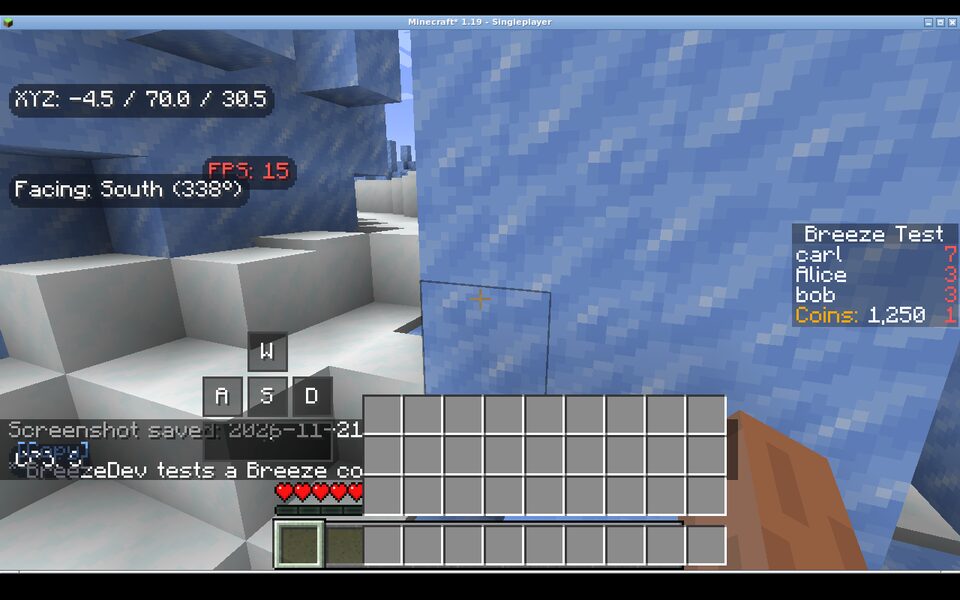 Minecraft* 1.19 - Singleplayer
XYZ: -4.5 / 70.0 / 30.5
FPS: 15
Facing: South (338°)
Breeze Test
carl 7
Alice 3
bob 3
Coins: 1,250 1
W
A S D
Screenshot saved: 2026-11-21
[Copy]
* BreezeDev tests a Breeze co